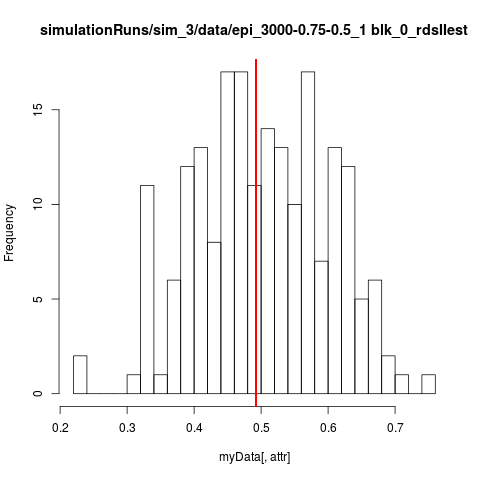 simulationRuns/sim_3/data/epi_3000-0.75-0.5_1 blk_0_rdsllest
Frequency
15
10
5
0
0.2 0.3 0.4 0.5 0.6 0.7
myData[, attr]